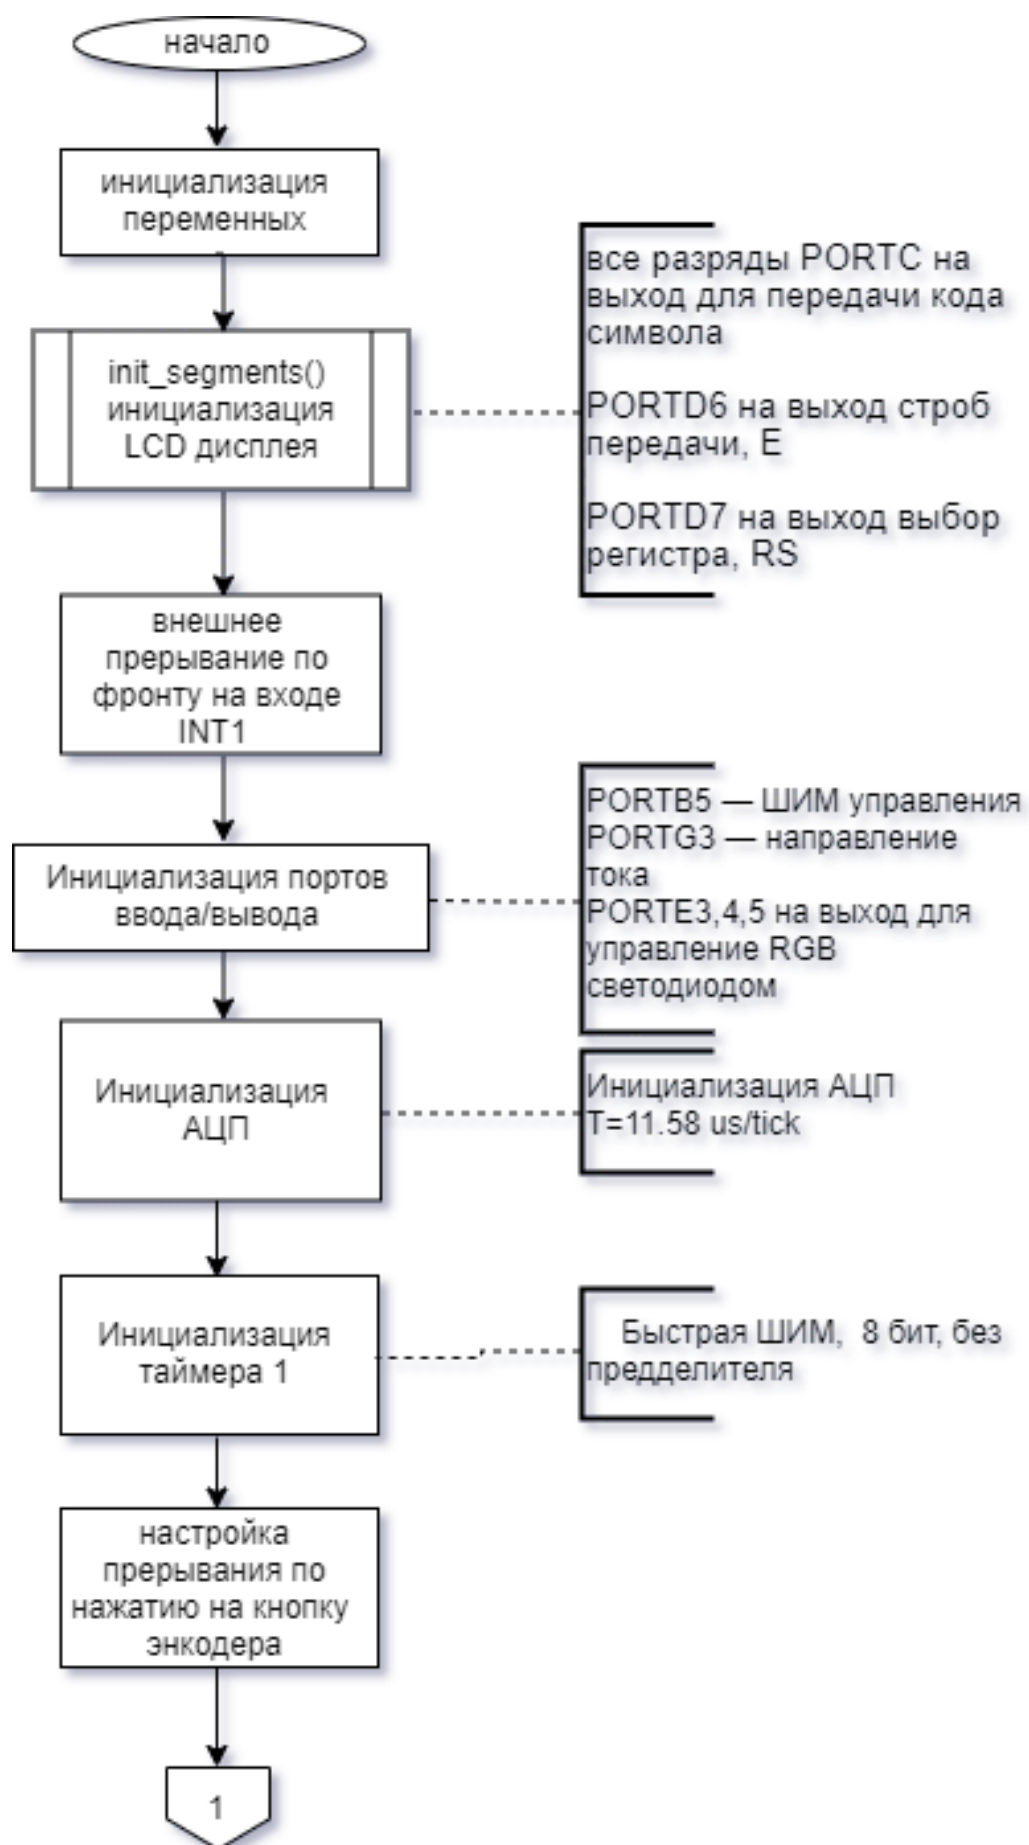 начало
инициализация
переменных
все разряды PORTC на
выход для передачи кода
символа
PORTD6 на выход строб
передачи, E
PORTD7 на выход выбор
регистра, RS
init_segments()
инициализация
LCD дисплея
внешнее
прерывание по
фронту на входе
INT1
PORTB5 — ШИМ управления
PORTG3 — направление
тока
PORTE3,4,5 на выход для
управление RGB
светодиодом
Инициализация портов
ввода/вывода
Инициализация
АЦП
Инициализация АЦП
T=11.58 us/tick
Инициализация
таймера 1
Быстрая ШИМ, 8 бит, без
предделителя
настройка
прерывания по
нажатию на кнопку
энкодера
1